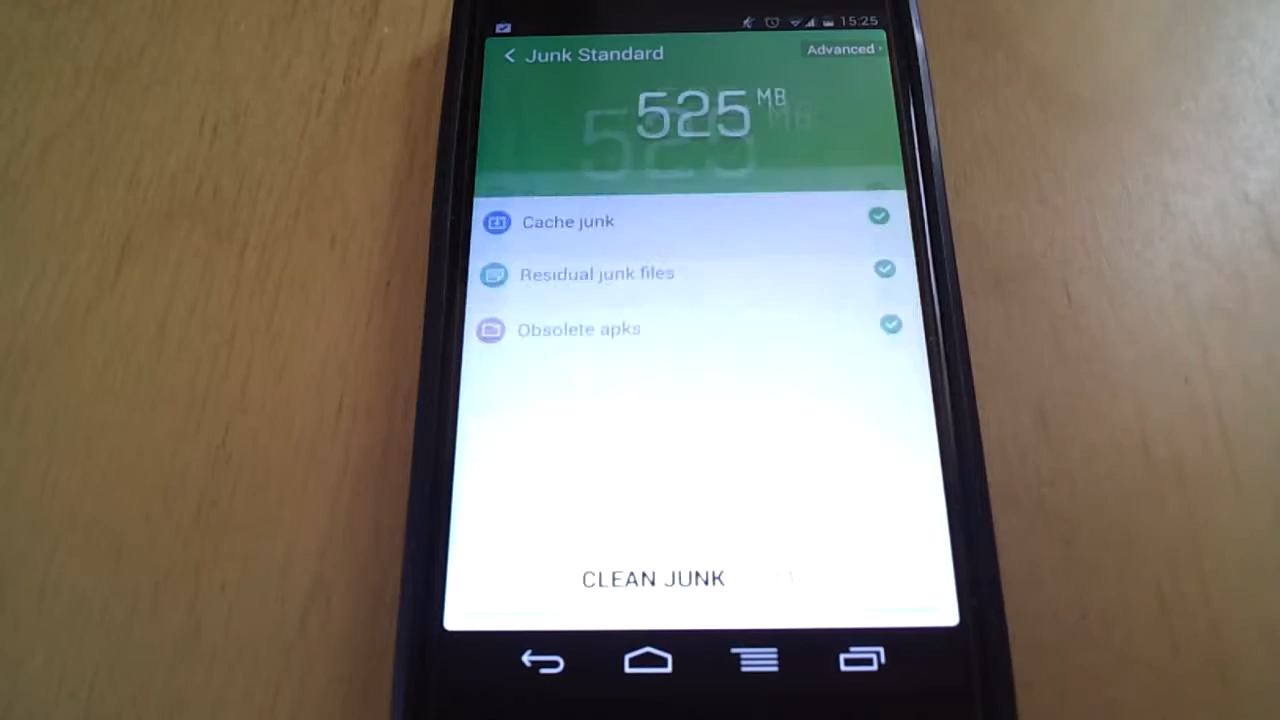 15:25
Junk Standard
Advanced
525 MB
Cache junk
Residual junk files
Obsolete apks
CLEAN JUNK